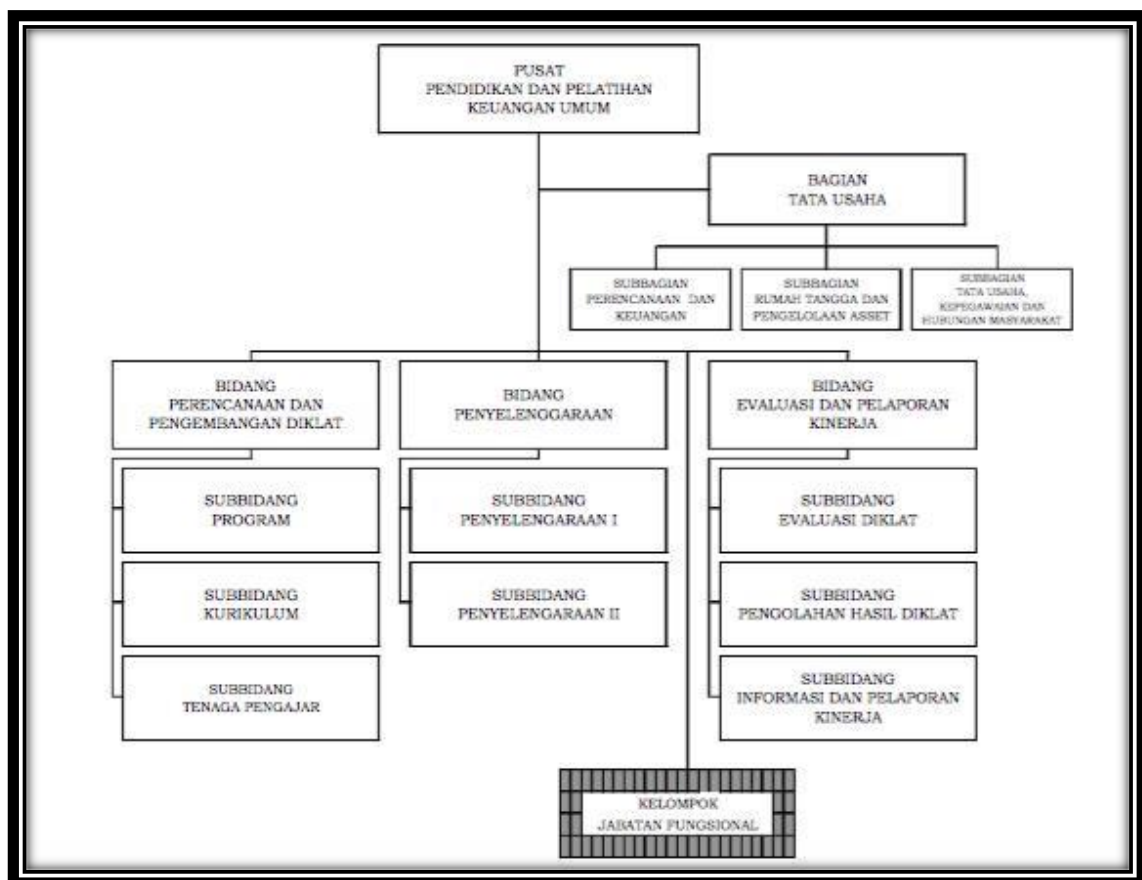 PUSAT
PENDIDIKAN DAN PELATIHAN
KEUANGAN UMUM
BAGIAN
TATA USAHA
SUBBAGIAN
PERENCANAAN DAN
KEUANGAN
SUBBAGIAN
RUMAH TANGGA DAN
PENGELOLAAN ASSET
SUBBAGIAN
TATA USAHA,
KEPEGAWAIAN DAN
HUBUNGAN MASYARAKAT
BIDANG
PERENCANAAN DAN
PENGEMBANGAN DIKLAT
BIDANG
PENYELENGGARAAN
BIDANG
EVALUASI DAN PELAPORAN
KINERJA
SUBBIDANG
PROGRAM
SUBBIDANG
PENYELENGARAAN I
SUBBIDANG
EVALUASI DIKLAT
SUBBIDANG
KURIKULUM
SUBBIDANG
PENYELENGARAAN II
SUBBIDANG
PENGOLAHAN HASIL DIKLAT
SUBBIDANG
TENAGA PENGAJAR
SUBBIDANG
INFORMASI DAN PELAPORAN
KINERJA
KELOMPOK
JABATAN FUNGSIONAL